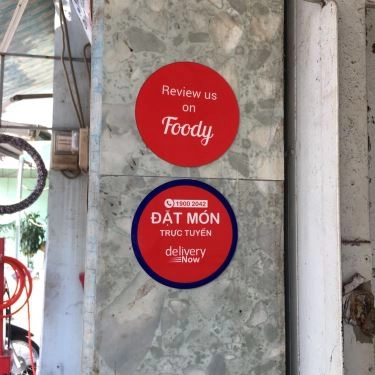 Review us
on
Foody
1900 2042
ĐẶT MÓN
TRỰC TUYẾN
delivery
Now